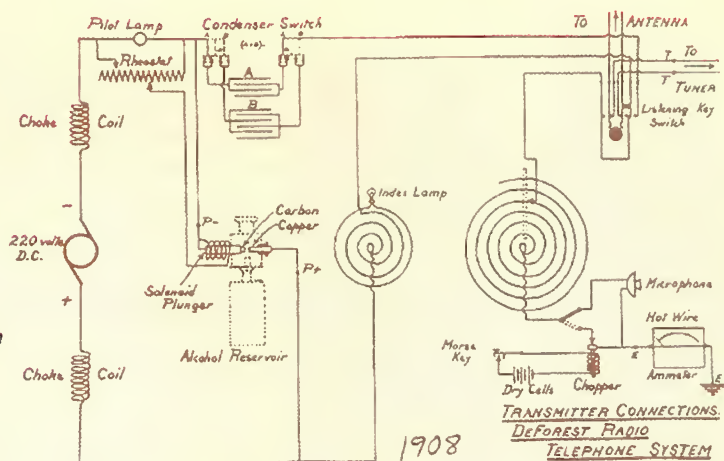 Pilot Lamp
Condenser Switch
To ANTENNA
A B
(A+B)
A B
Rheostat
A
B
T To
TUNER
T
Listening Key
Switch
Choke Coil
-
220 volts
D.C.
+
P-
Carbon
Copper
P+
Solenoid
Plunger
Alcohol Reservoir
Index Lamp
Microphone
Hot Wire
Morse
Key
Dry Cells
Chopper
E
Ammeter
E
Choke Coil
1908
TRANSMITTER CONNECTIONS.
DEFOREST RADIO
TELEPHONE SYSTEM